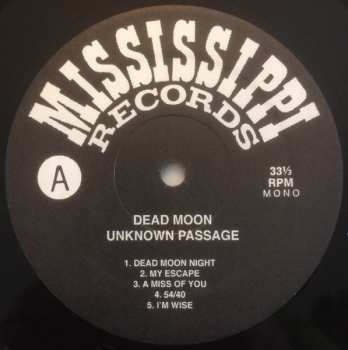 MISSISSIPPI
RECORDS
A
33⅓
RPM
MONO
DEAD MOON
UNKNOWN PASSAGE
1. DEAD MOON NIGHT
2. MY ESCAPE
3. A MISS OF YOU
4. 54/40
5. I'M WISE